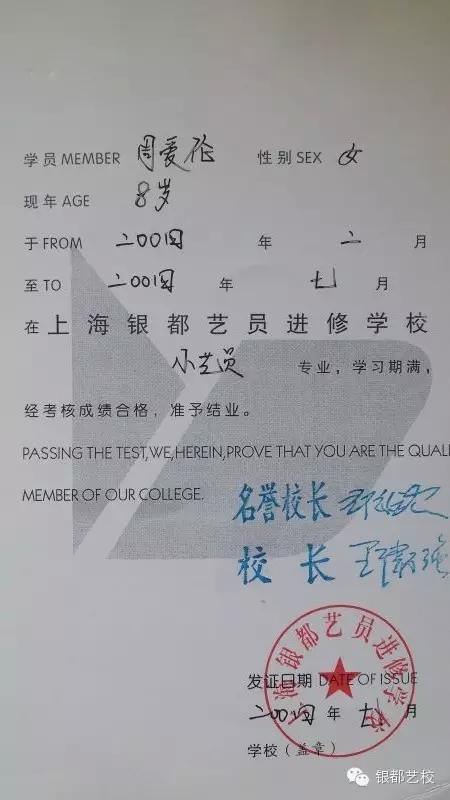 学员 MEMBER 周爱伦 性别 SEX 女
现年 AGE 8岁
于 FROM 二00四 年 二 月
至 TO 二00四 年 七 月
在 上海银都艺员进修学校
小艺员 专业，学习期满，
经考核成绩合格，准予结业。
PASSING THE TEST,WE,HEREIN,PROVE THAT YOU ARE THE QUALI
MEMBER OF OUR COLLEGE.
名誉校长
校长 王
上海银都艺员进修学校
发证日期 DATE OF ISSUE
二00四 年 七 月
学校（盖章）
银都艺校